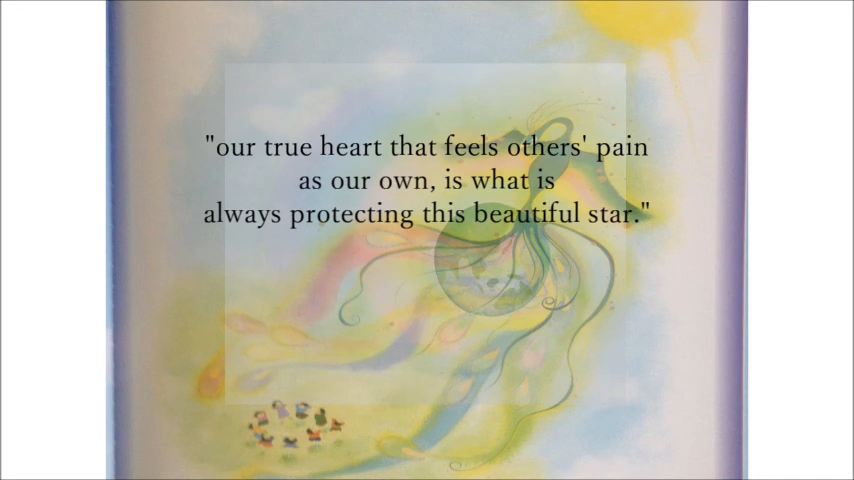 "our true heart that feels others' pain
as our own, is what is
always protecting this beautiful star."